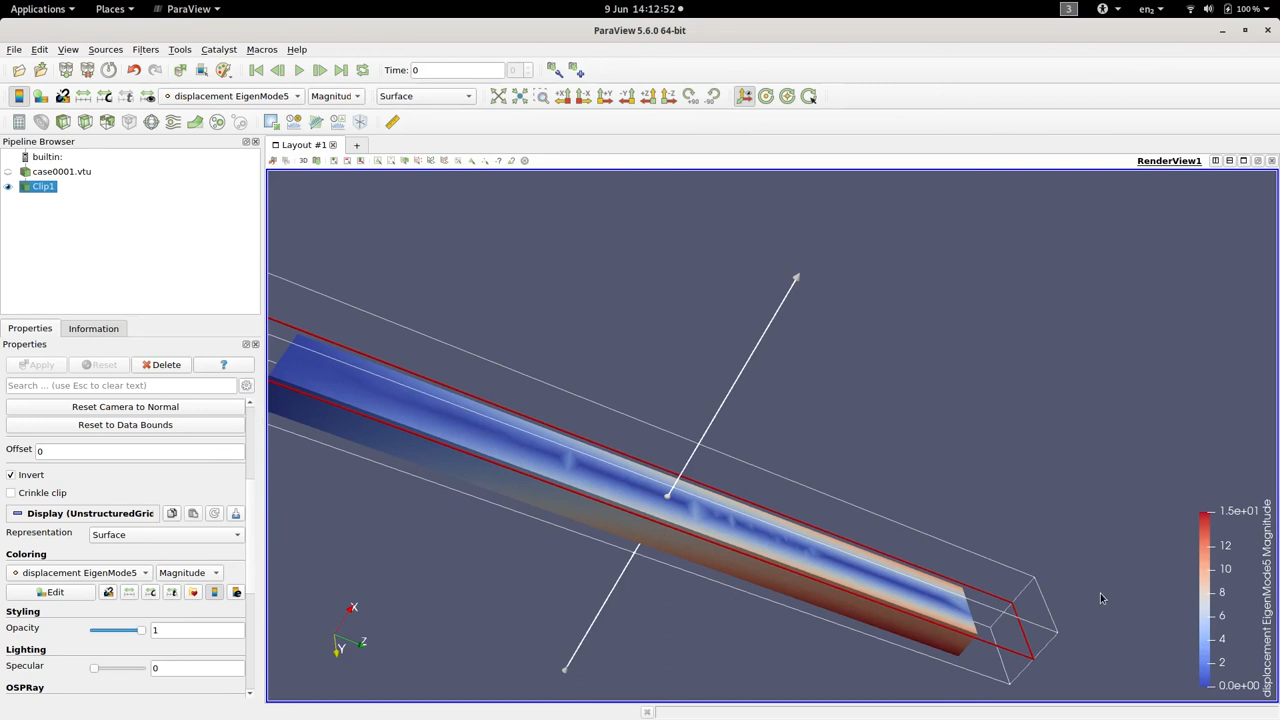 Applications Places ParaView 9 Jun 14:12:52 3 en₂ 100 %
ParaView 5.6.0 64-bit
File Edit View Sources Filters Tools Catalyst Macros Help
Time: 0 0
displacement EigenMode5 Magnitud Surface
+X -X +Y -Y +Z -Z +90 -90
Pipeline Browser
Layout #1 +
builtin:
3D RenderView1
case0001.vtu
Clip1
Properties Information
Properties
Apply Reset Delete ?
Search ... (use Esc to clear text)
Reset Camera to Normal
Reset to Data Bounds
Offset 0
Invert
Crinkle clip
Display (UnstructuredGric
Representation Surface
Coloring
displacement EigenMode5 Magnitude
Edit
Styling
Opacity 1
Lighting
Specular 0
OSPRay
X
Y
Z
1.5e+01
12
10
8
6
4
2
0.0e+00
displacement EigenMode5 Magnitude